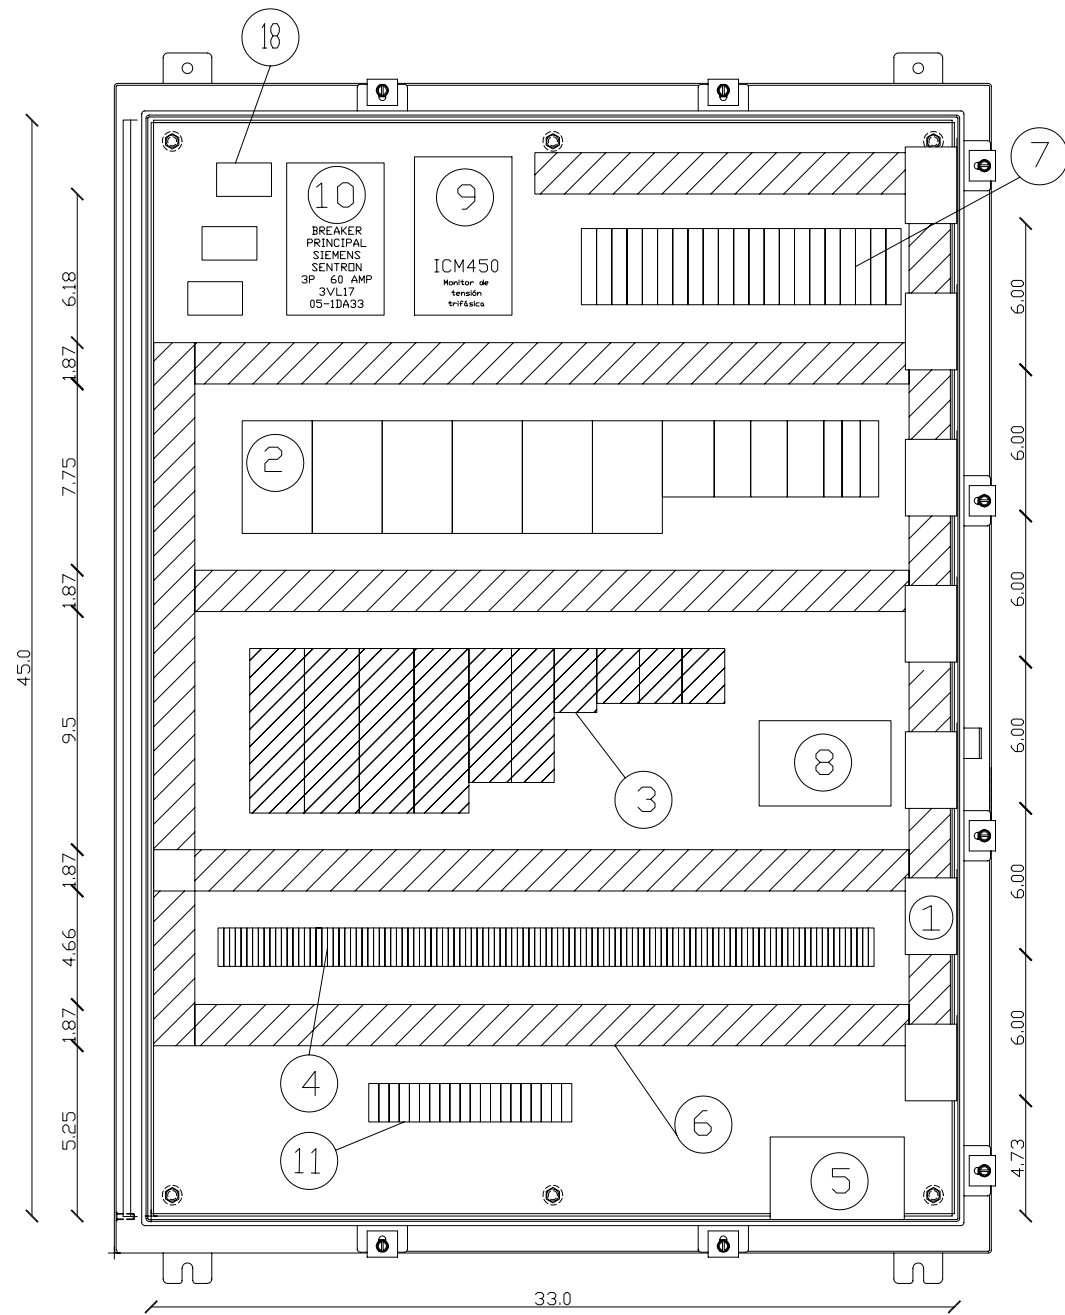 18
10
BREAKER
PRINCIPAL
SIEMENS
SENTRON
3P 60 AMP
3VL17
05-1DA33
9
ICM450
Monitor de
tensión
trifásica
7
6.18
1.87
7.75
1.87
9.5
1.87
4.66
1.87
5.25
45.0
2
3
8
1
4
11
6
5
6.00
6.00
6.00
6.00
6.00
6.00
4.73
33.0